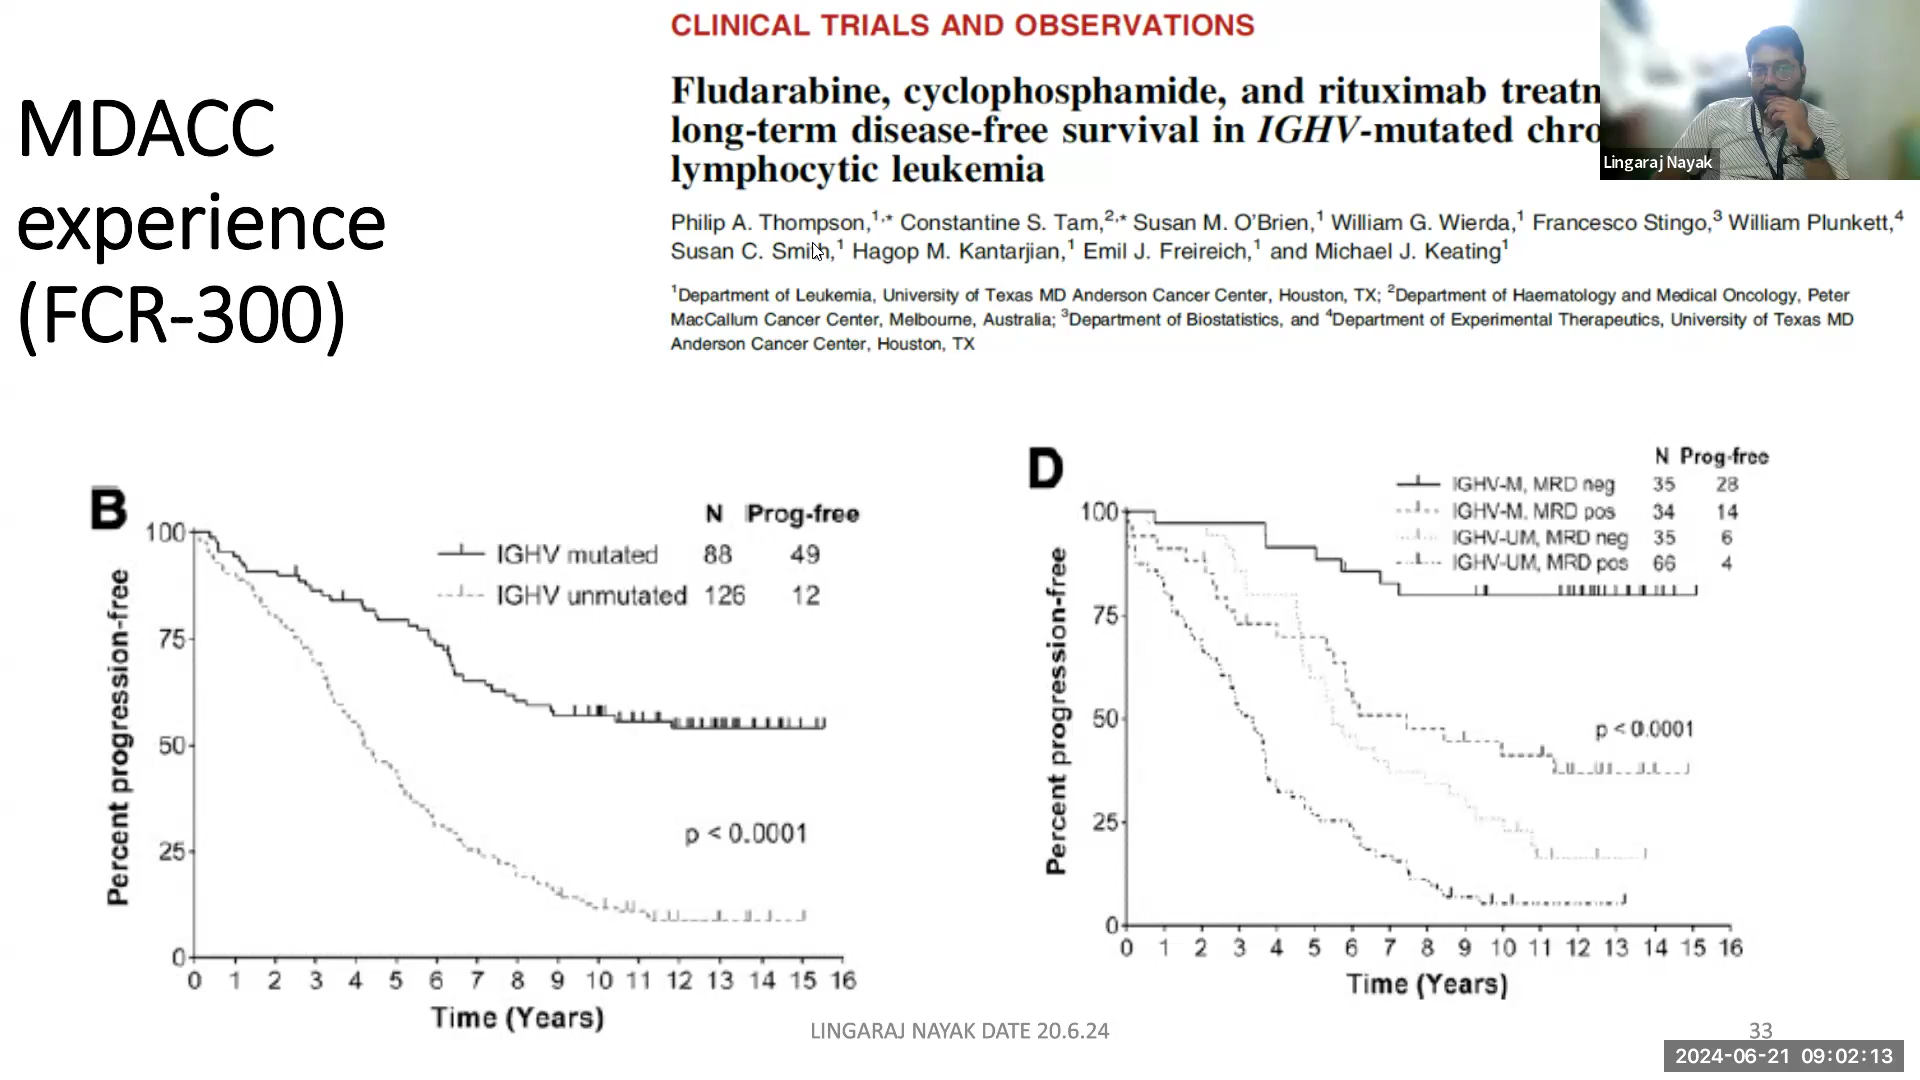 MDACC
experience
(FCR-300)
CLINICAL TRIALS AND OBSERVATIONS
Fludarabine, cyclophosphamide, and rituximab treatn
long-term disease-free survival in IGHV-mutated chro
lymphocytic leukemia
Philip A. Thompson,1,* Constantine S. Tam,2,* Susan M. O'Brien,1 William G. Wierda,1 Francesco Stingo,3 William Plunkett,4
Susan C. Smith,1 Hagop M. Kantarjian,1 Emil J. Freireich,1 and Michael J. Keating1
1Department of Leukemia, University of Texas MD Anderson Cancer Center, Houston, TX; 2Department of Haematology and Medical Oncology, Peter
MacCallum Cancer Center, Melbourne, Australia; 3Department of Biostatistics, and 4Department of Experimental Therapeutics, University of Texas MD
Anderson Cancer Center, Houston, TX
Lingaraj Nayak
B
N Prog-free
IGHV mutated 88 49
IGHV unmutated 126 12
100
75
50
25
0
Percent progression-free
p < 0.0001
0 1 2 3 4 5 6 7 8 9 10 11 12 13 14 15 16
Time (Years)
D
N Prog-free
IGHV-M, MRD neg 35 28
IGHV-M, MRD pos 34 14
IGHV-UM, MRD neg 35 6
IGHV-UM, MRD pos 66 4
100
75
50
25
0
Percent progression-free
p < 0.0001
0 1 2 3 4 5 6 7 8 9 10 11 12 13 14 15 16
Time (Years)
LINGARAJ NAYAK DATE 20.6.24
33
2024-06-21 09:02:13